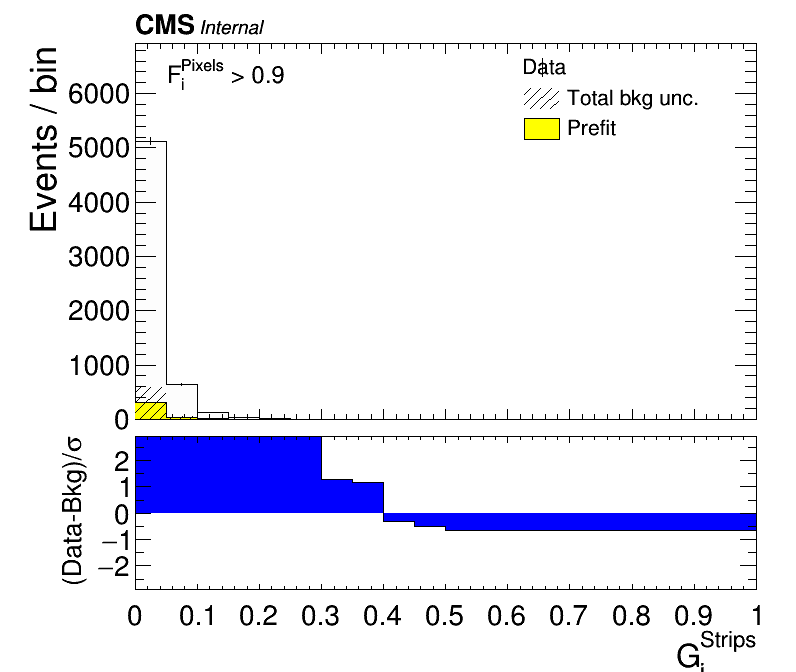 CMS Internal
F_i^Pixels > 0.9
Data
Total bkg unc.
Prefit
Events / bin
6000
5000
4000
3000
2000
1000
0
(Data-Bkg)/σ
2
1
0
−1
−2
0 0.1 0.2 0.3 0.4 0.5 0.6 0.7 0.8 0.9 1
G_i^Strips